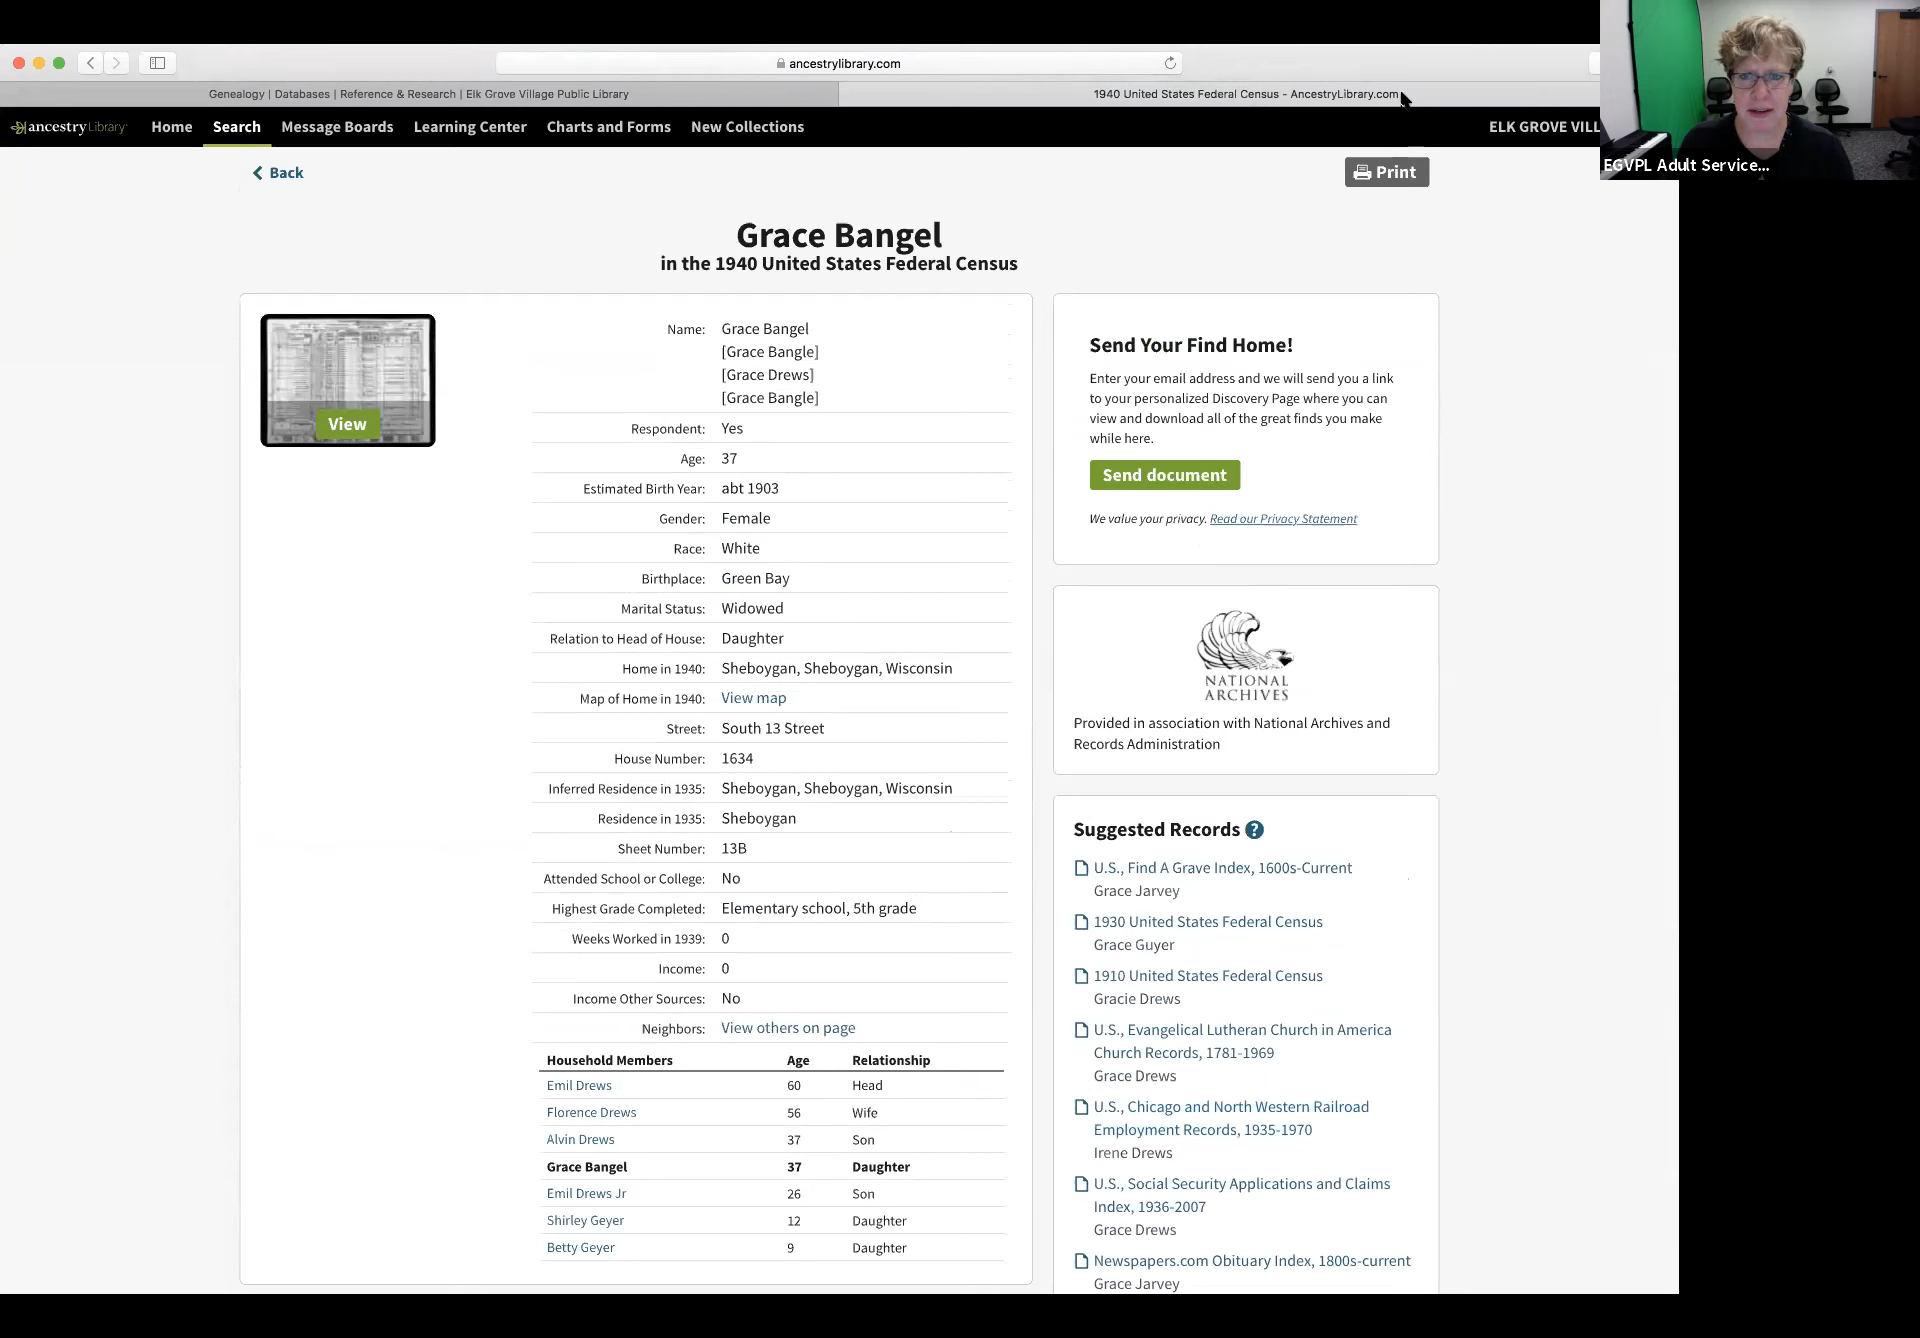 ancestrylibrary.com
Genealogy | Databases | Reference & Research | Elk Grove Village Public Library
1940 United States Federal Census - AncestryLibrary.com
ancestryLibrary
Home
Search
Message Boards
Learning Center
Charts and Forms
New Collections
ELK GROVE VILL
EGVPL Adult Service...
Back
Print
Grace Bangel
in the 1940 United States Federal Census
View
Name: Grace Bangel
[Grace Bangle]
[Grace Drews]
[Grace Bangle]
Respondent: Yes
Age: 37
Estimated Birth Year: abt 1903
Gender: Female
Race: White
Birthplace: Green Bay
Marital Status: Widowed
Relation to Head of House: Daughter
Home in 1940: Sheboygan, Sheboygan, Wisconsin
Map of Home in 1940: View map
Street: South 13 Street
House Number: 1634
Inferred Residence in 1935: Sheboygan, Sheboygan, Wisconsin
Residence in 1935: Sheboygan
Sheet Number: 13B
Attended School or College: No
Highest Grade Completed: Elementary school, 5th grade
Weeks Worked in 1939: 0
Income: 0
Income Other Sources: No
Neighbors: View others on page
Household Members Age Relationship
Emil Drews 60 Head
Florence Drews 56 Wife
Alvin Drews 37 Son
Grace Bangel 37 Daughter
Emil Drews Jr 26 Son
Shirley Geyer 12 Daughter
Betty Geyer 9 Daughter
Send Your Find Home!
Enter your email address and we will send you a link
to your personalized Discovery Page where you can
view and download all of the great finds you make
while here.
Send document
We value your privacy. Read our Privacy Statement
NATIONAL
ARCHIVES
Provided in association with National Archives and
Records Administration
Suggested Records ?
U.S., Find A Grave Index, 1600s-Current
Grace Jarvey
1930 United States Federal Census
Grace Guyer
1910 United States Federal Census
Gracie Drews
U.S., Evangelical Lutheran Church in America
Church Records, 1781-1969
Grace Drews
U.S., Chicago and North Western Railroad
Employment Records, 1935-1970
Irene Drews
U.S., Social Security Applications and Claims
Index, 1936-2007
Grace Drews
Newspapers.com Obituary Index, 1800s-current
Grace Jarvey